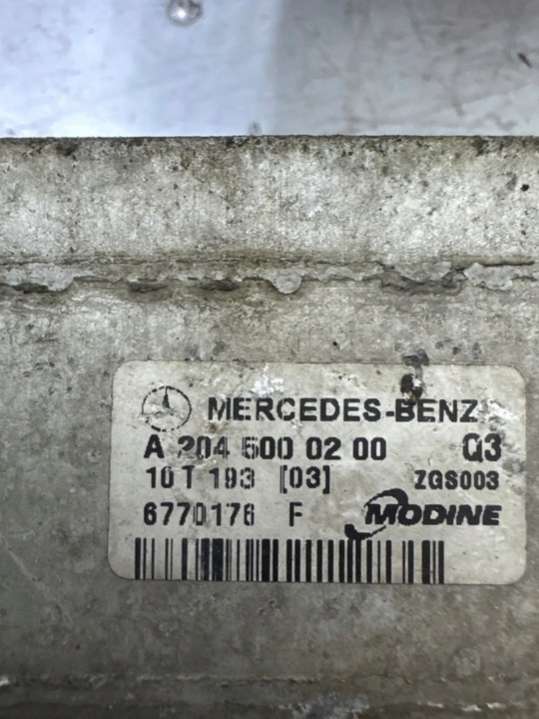 MERCEDES-BENZ
A 204 500 02 00 Q3
10 T 193 [03] ZGS003
6770176 F MODINE